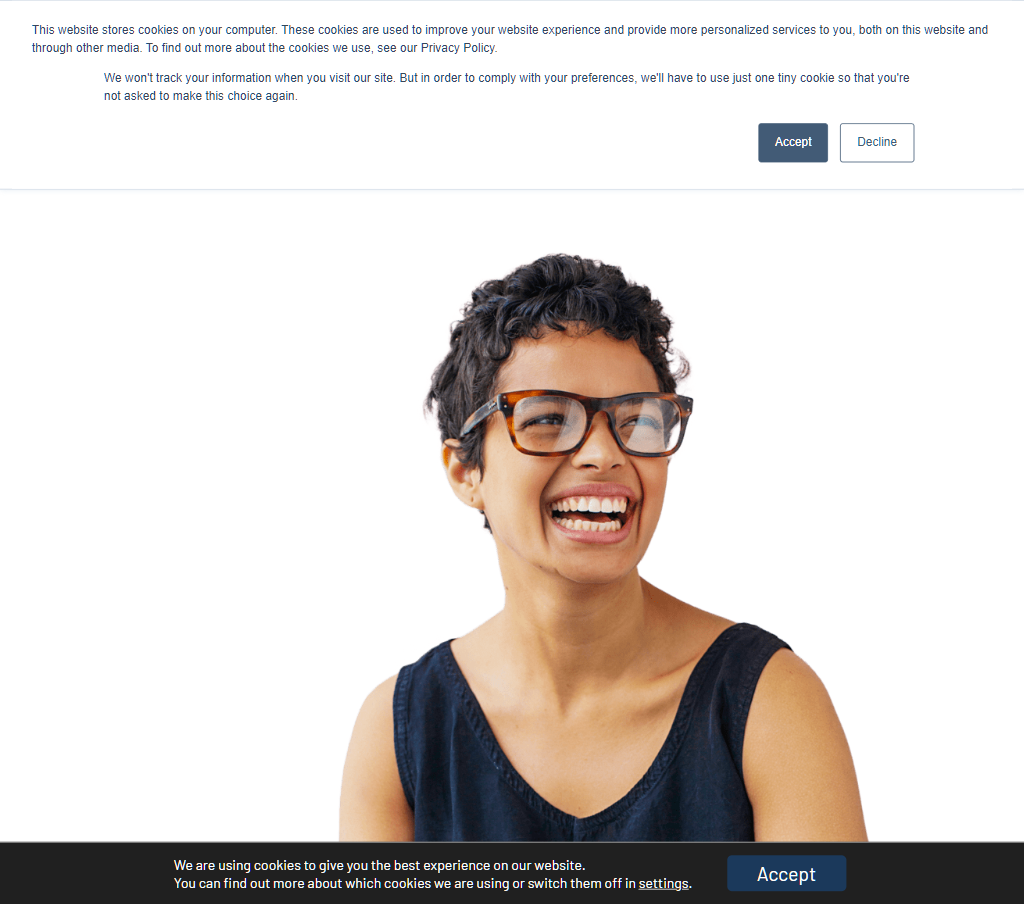 This website stores cookies on your computer. These cookies are used to improve your website experience and provide more personalized services to you, both on this website and
through other media. To find out more about the cookies we use, see our Privacy Policy.
We won't track your information when you visit our site. But in order to comply with your preferences, we'll have to use just one tiny cookie so that you're
not asked to make this choice again.
Accept
Decline
We are using cookies to give you the best experience on our website.
You can find out more about which cookies we are using or switch them off in settings.
Accept